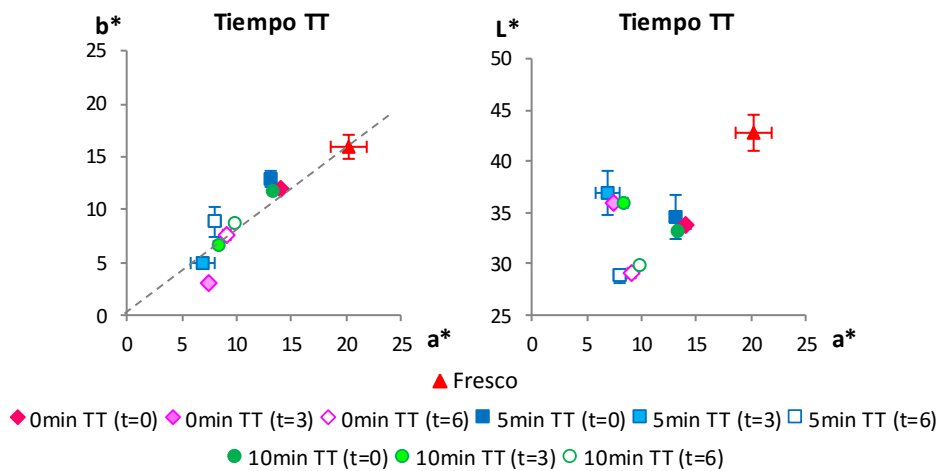 b* Tiempo TT
25
20
15
10
5
0
0 5 10 15 20 25
a*
L* Tiempo TT
45
40
35
30
25
0 5 10 15 20 25
a*
Fresco
0min TT (t=0) 0min TT (t=3) 0min TT (t=6) 5min TT (t=0) 5min TT (t=3) 5min TT (t=6)
10min TT (t=0) 10min TT (t=3) 10min TT (t=6)